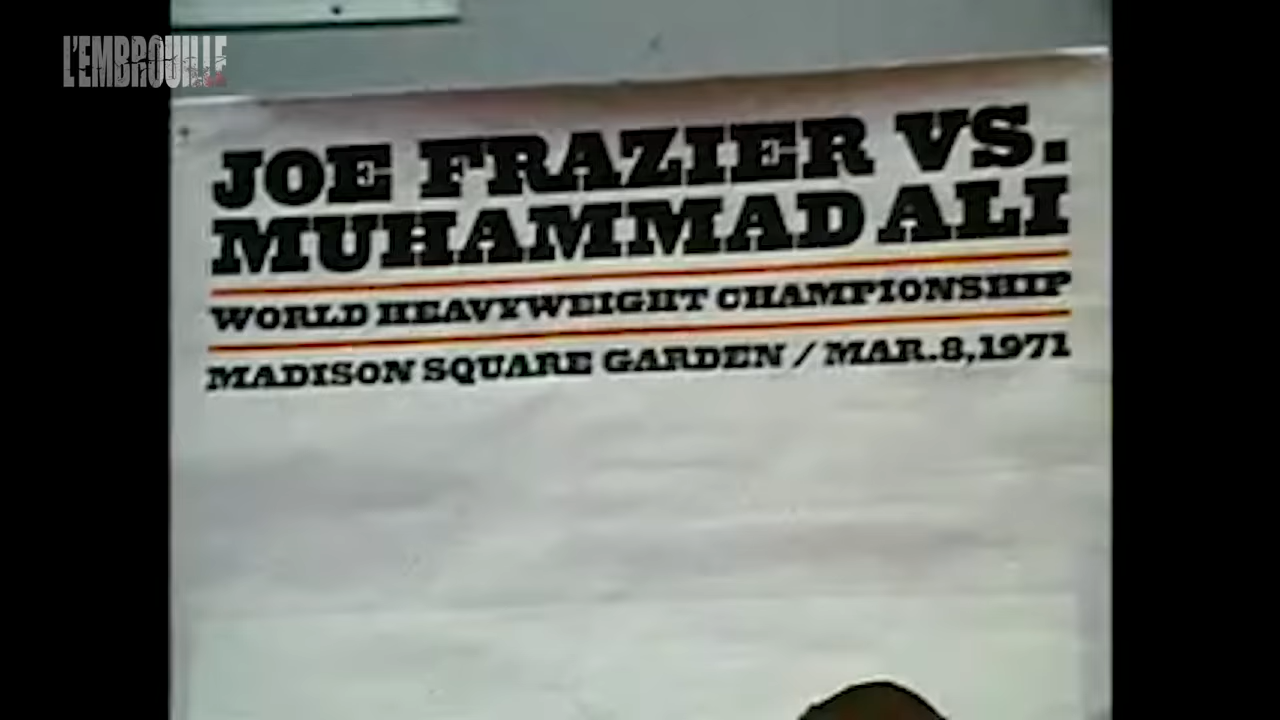 L'EMBROUILLE
JOE FRAZIER VS.
MUHAMMAD ALI
WORLD HEAVYWEIGHT CHAMPIONSHIP
MADISON SQUARE GARDEN / MAR.8,1971